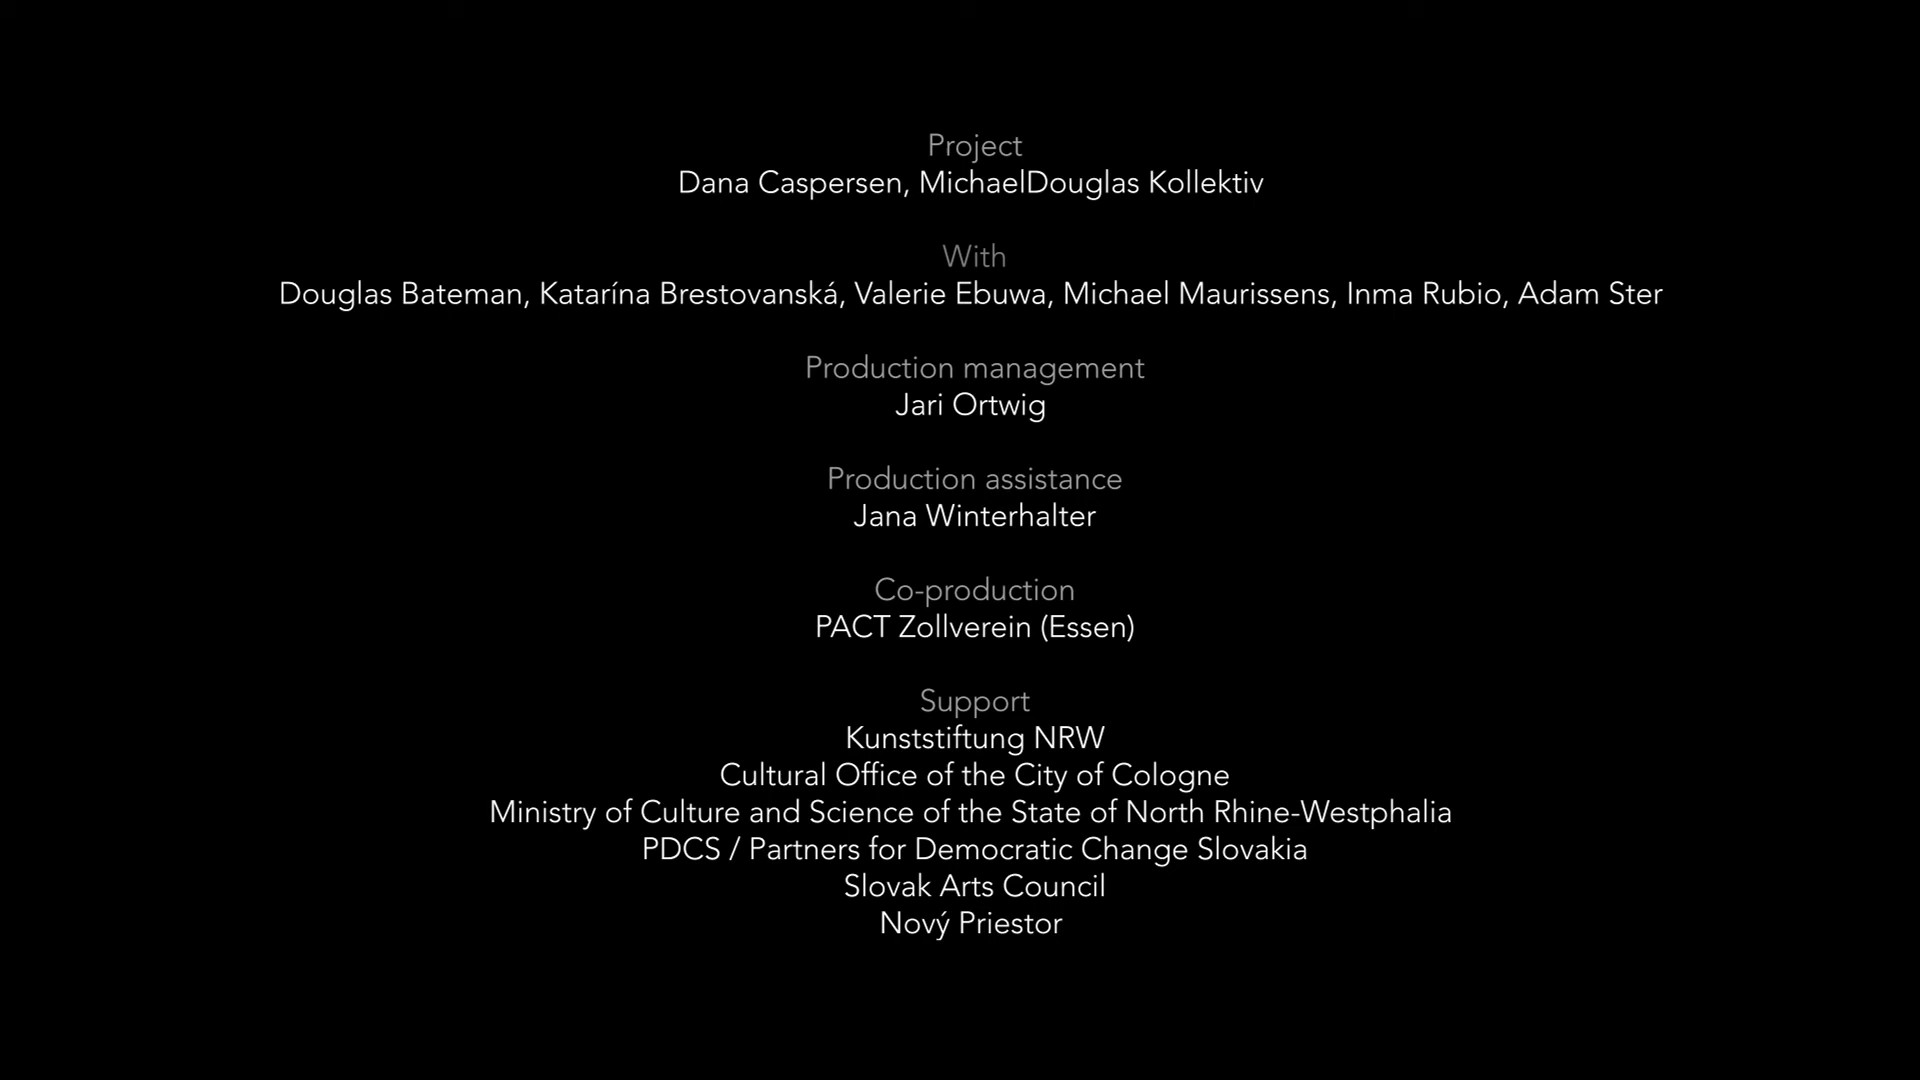 Project
Dana Caspersen, MichaelDouglas Kollektiv
With
Douglas Bateman, Katarína Brestovanská, Valerie Ebuwa, Michael Maurissens, Inma Rubio, Adam Ster
Production management
Jari Ortwig
Production assistance
Jana Winterhalter
Co-production
PACT Zollverein (Essen)
Support
Kunststiftung NRW
Cultural Office of the City of Cologne
Ministry of Culture and Science of the State of North Rhine-Westphalia
PDCS / Partners for Democratic Change Slovakia
Slovak Arts Council
Nový Priestor